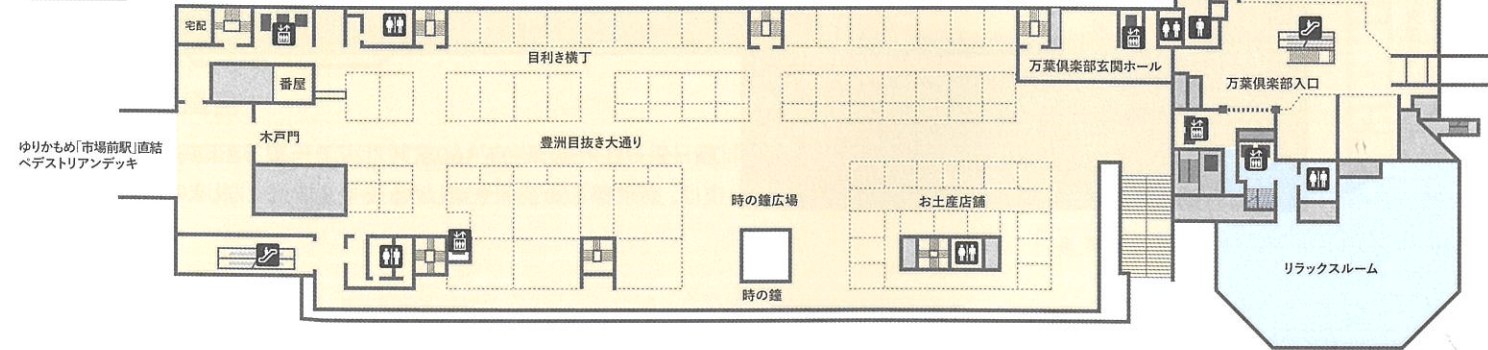 宅配
目利き横丁
万葉倶楽部玄関ホール
万葉倶楽部入口
番屋
木戸門
豊洲目抜き大通り
ゆりかもめ「市場前駅」直結
ペデストリアンデッキ
時の鐘広場
お土産店舗
リラックスルーム
時の鐘